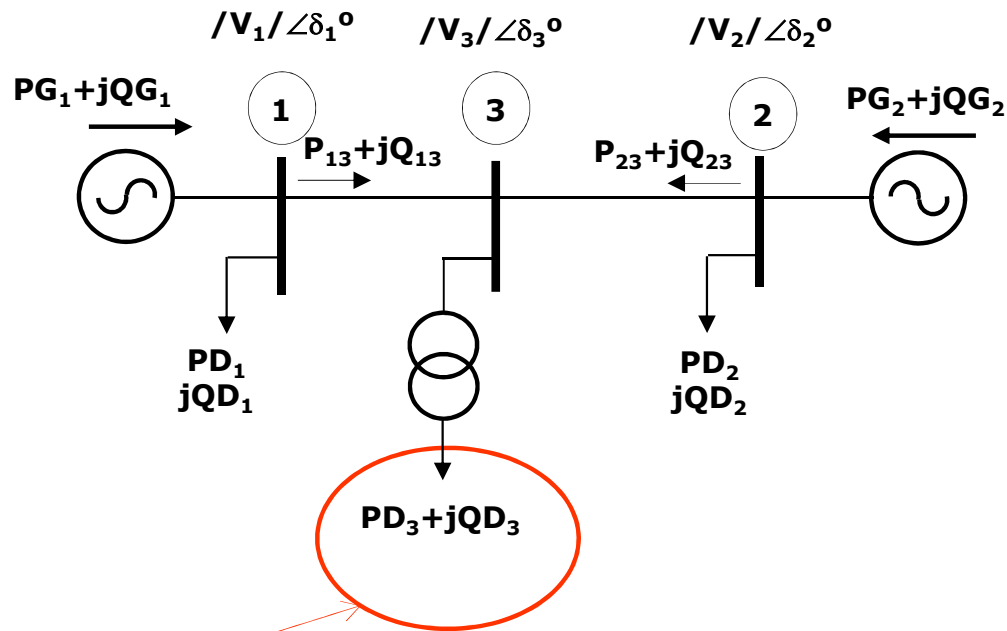 /V₁/∠δ₁º /V₃/∠δ₃º /V₂/∠δ₂º
PG₁+jQG₁ 1 3 2 PG₂+jQG₂
P₁₃+jQ₁₃ P₂₃+jQ₂₃
PD₁ PD₂
jQD₁ jQD₂
PD₃+jQD₃